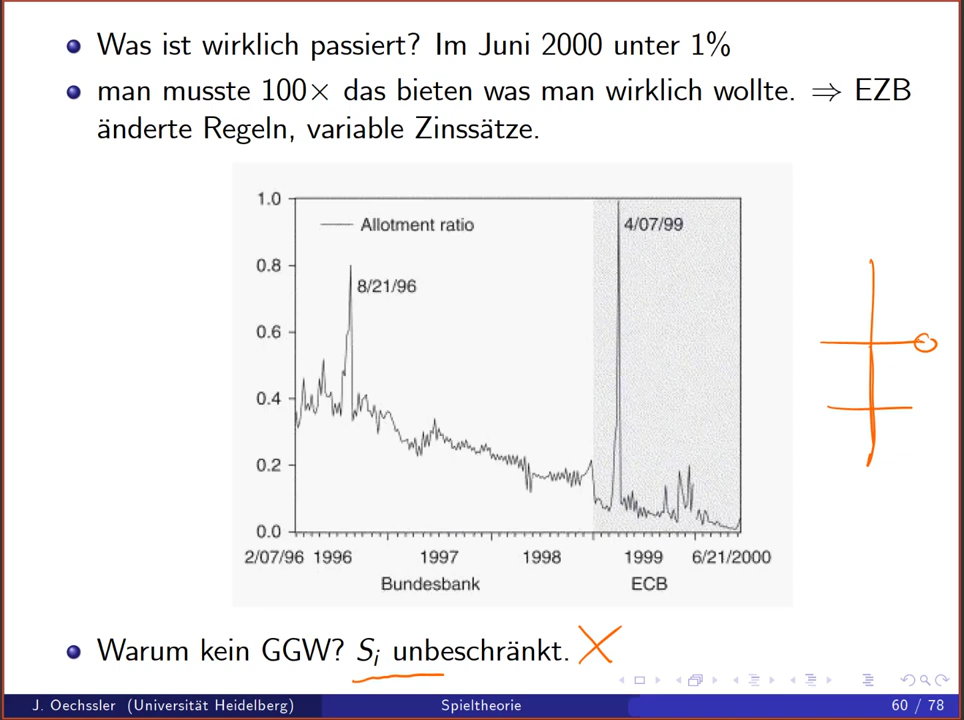 Was ist wirklich passiert? Im Juni 2000 unter 1%
man musste 100× das bieten was man wirklich wollte. ⇒ EZB
änderte Regeln, variable Zinssätze.
1.0
Allotment ratio
4/07/99
0.8
8/21/96
0.6
0.4
0.2
0.0
2/07/96 1996 1997 1998 1999 6/21/2000
Bundesbank ECB
Warum kein GGW? Sᵢ unbeschränkt.
J. Oechssler (Universität Heidelberg) Spieltheorie 60 / 78